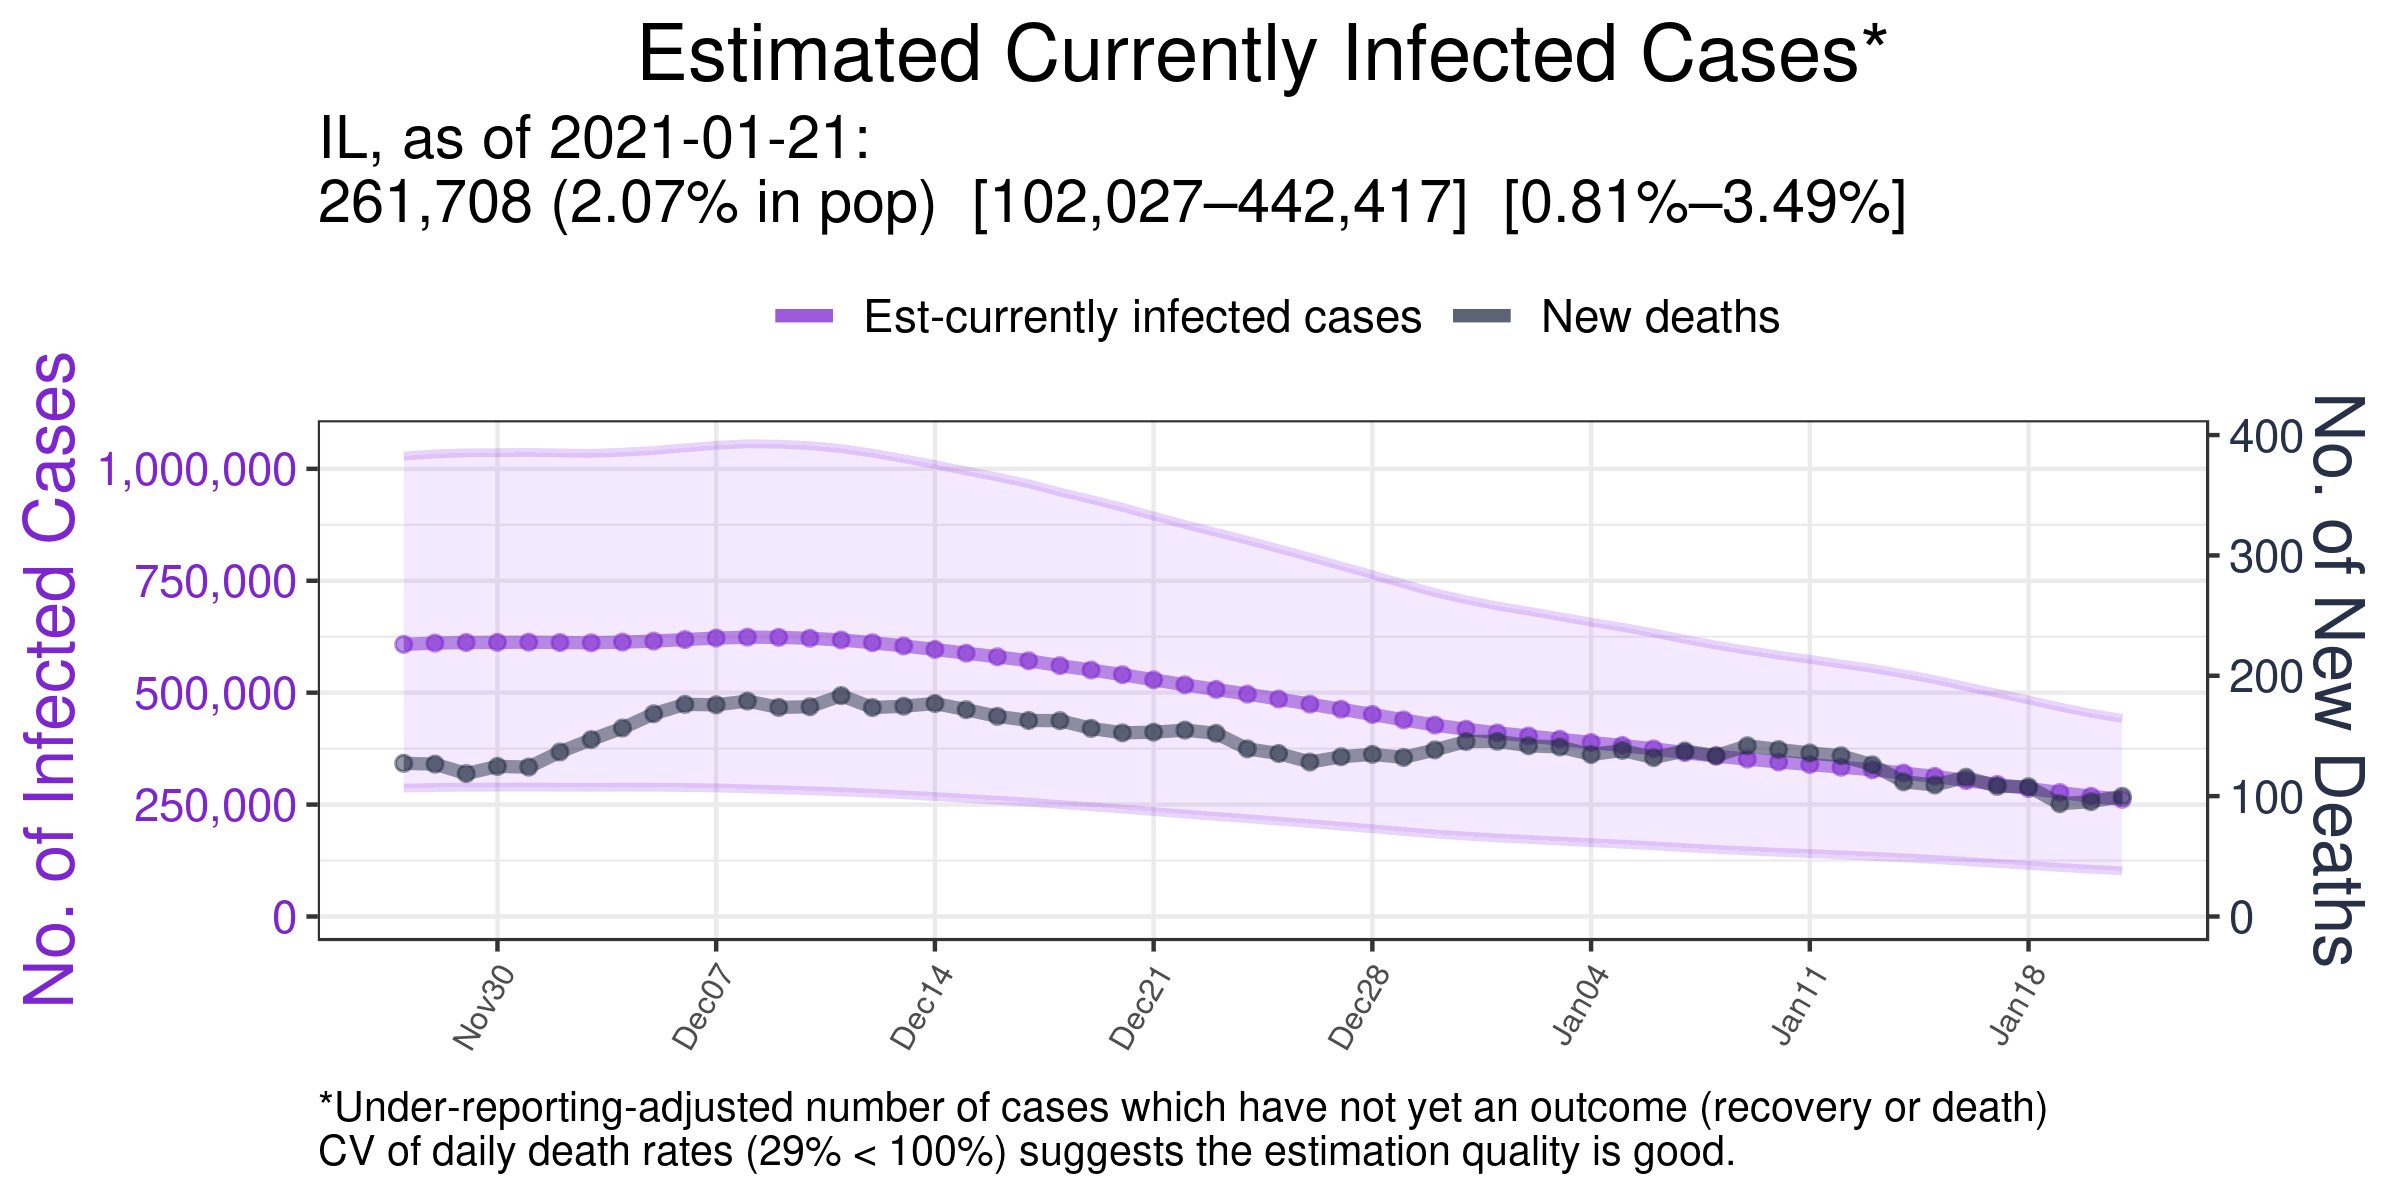 Estimated Currently Infected Cases*
IL, as of 2021-01-21:
261,708 (2.07% in pop)  [102,027–442,417]  [0.81%–3.49%]
Est-currently infected cases
New deaths
No. of Infected Cases
1,000,000
750,000
500,000
250,000
0
400
300
200
100
0
No. of New Deaths
Nov30
Dec07
Dec14
Dec21
Dec28
Jan04
Jan11
Jan18
*Under-reporting-adjusted number of cases which have not yet an outcome (recovery or death)
CV of daily death rates (29% < 100%) suggests the estimation quality is good.